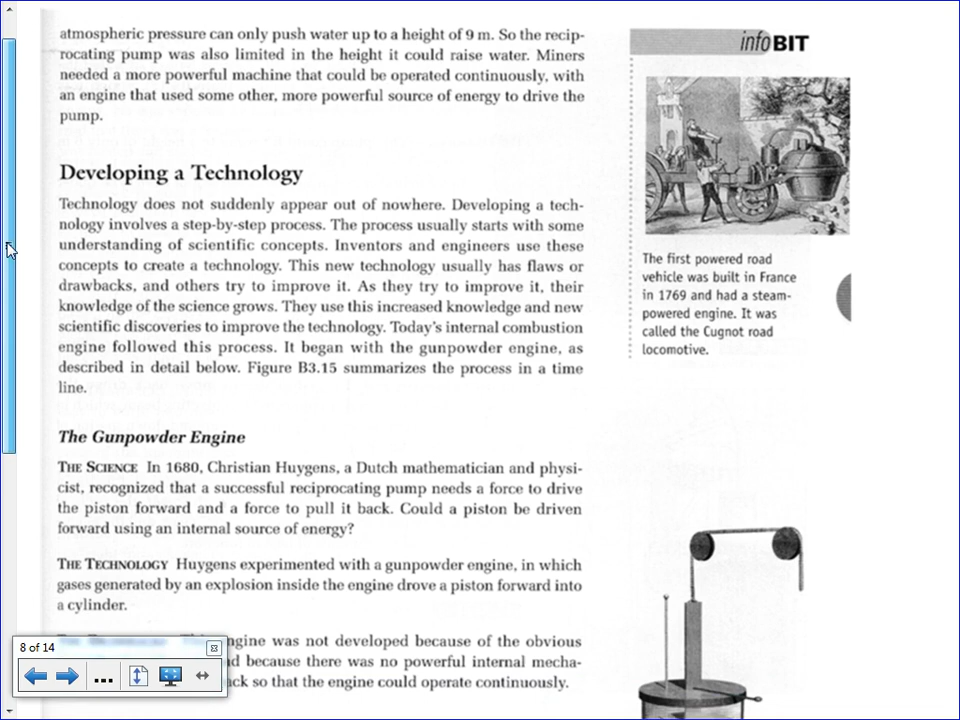 atmospheric pressure can only push water up to a height of 9 m. So the recip-
rocating pump was also limited in the height it could raise water. Miners
needed a more powerful machine that could be operated continuously, with
an engine that used some other, more powerful source of energy to drive the
pump.
Developing a Technology
Technology does not suddenly appear out of nowhere. Developing a tech-
nology involves a step-by-step process. The process usually starts with some
understanding of scientific concepts. Inventors and engineers use these
concepts to create a technology. This new technology usually has flaws or
drawbacks, and others try to improve it. As they try to improve it, their
knowledge of the science grows. They use this increased knowledge and new
scientific discoveries to improve the technology. Today's internal combustion
engine followed this process. It began with the gunpowder engine, as
described in detail below. Figure B3.15 summarizes the process in a time
line.
The Gunpowder Engine
THE SCIENCE In 1680, Christian Huygens, a Dutch mathematician and physi-
cist, recognized that a successful reciprocating pump needs a force to drive
the piston forward and a force to pull it back. Could a piston be driven
forward using an internal source of energy?
THE TECHNOLOGY Huygens experimented with a gunpowder engine, in which
gases generated by an explosion inside the engine drove a piston forward into
a cylinder.
engine was not developed because of the obvious
because there was no powerful internal mecha-
so that the engine could operate continuously.
infoBIT
The first powered road
vehicle was built in France
in 1769 and had a steam-
powered engine. It was
called the Cugnot road
locomotive.
8 of 14